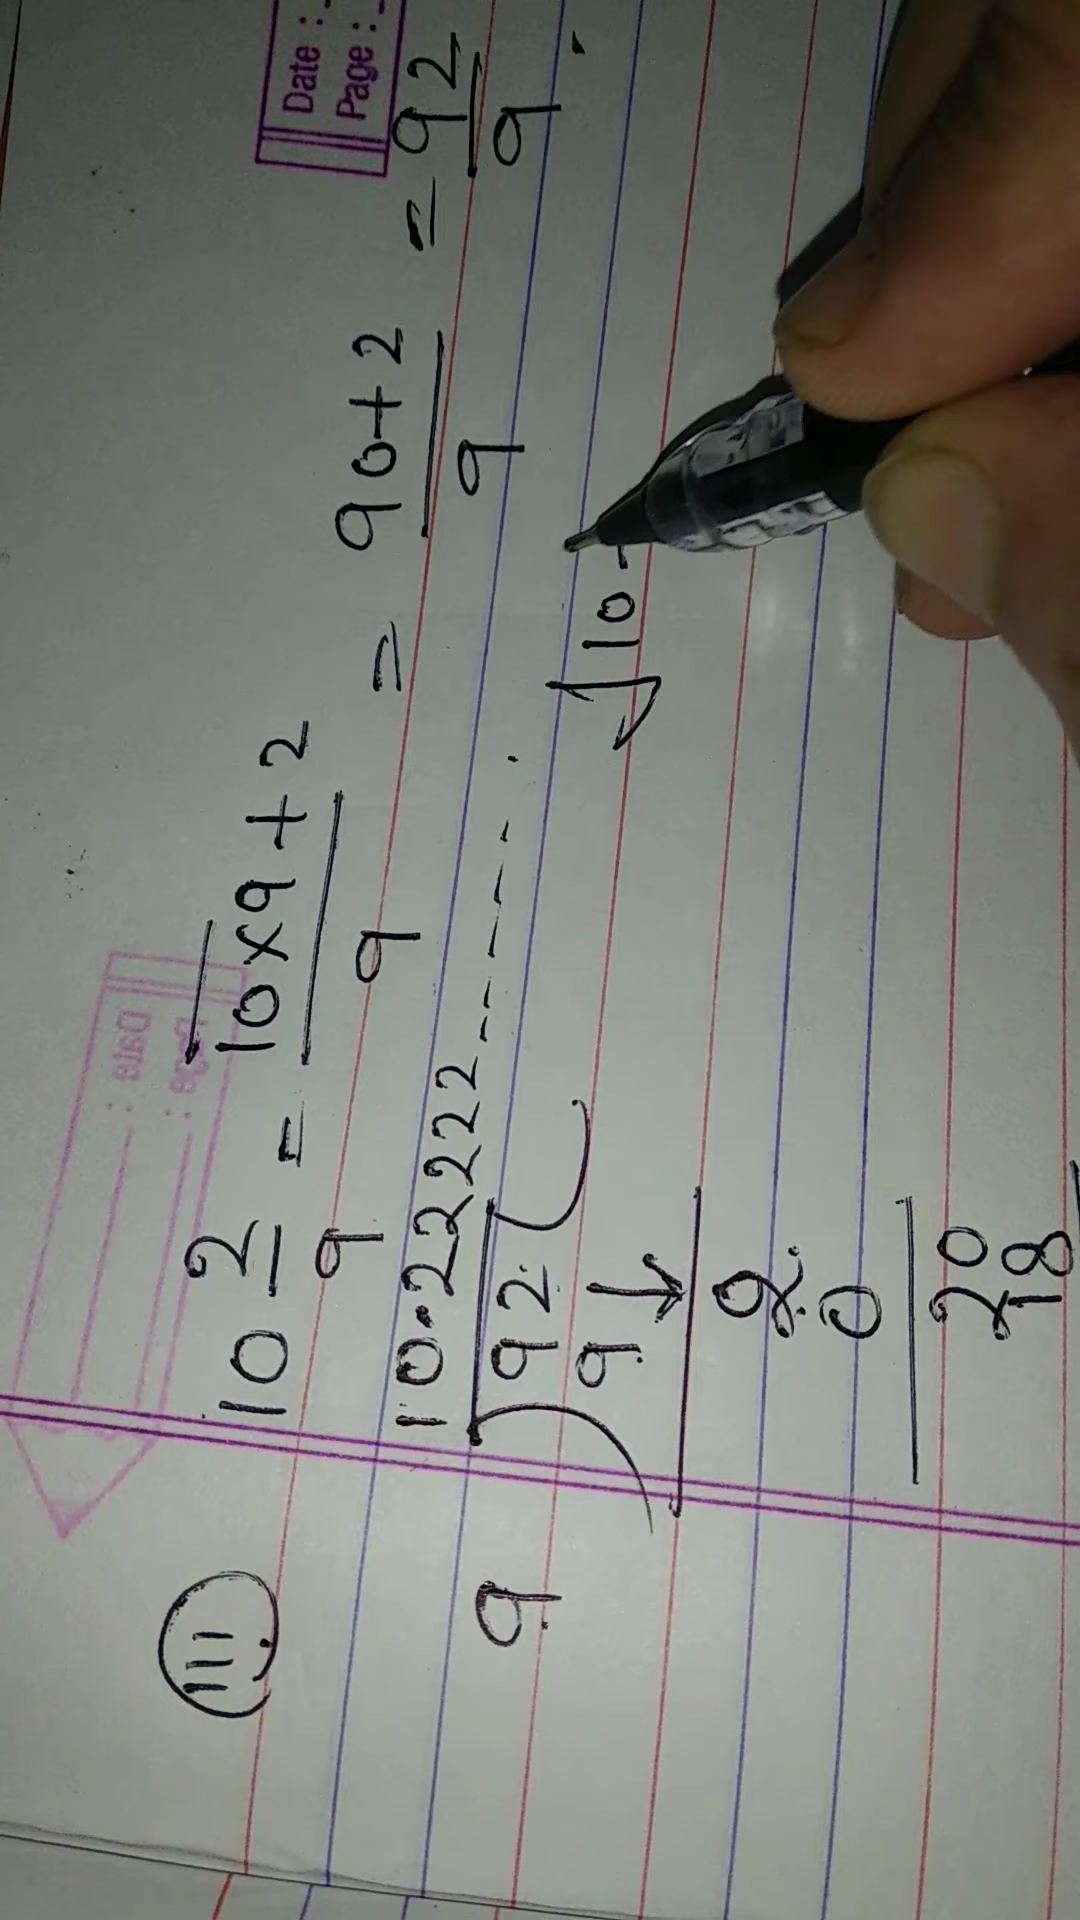 Date :
Page :
(iii) 10 2/9 = 10×9+2/9 = 90+2/9 = 92/9
10.22222-----.
9)92(
9↓
2
0
20
18
√10